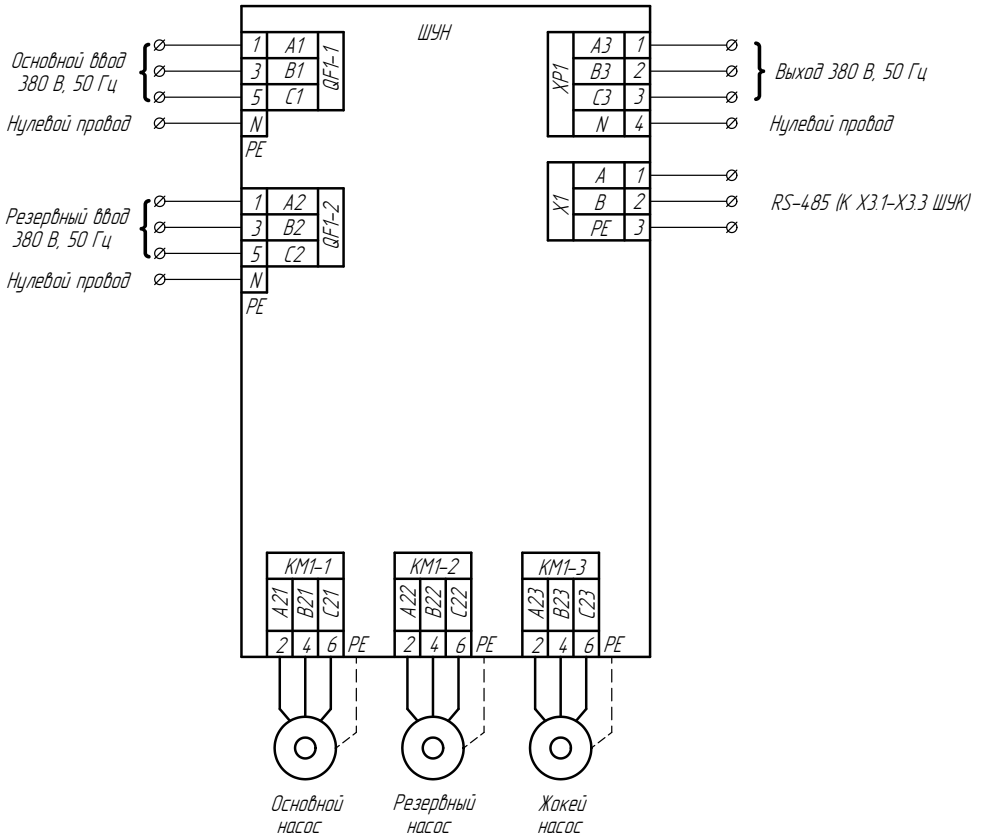 ШУН
Основной ввод
380 В, 50 Гц
1 A1
3 B1
5 C1
QF1-1
Нулевой провод
N
PE
Резервный ввод
380 В, 50 Гц
1 A2
3 B2
5 C2
QF1-2
Нулевой провод
N
PE
XP1
A3 1
B3 2
C3 3
N 4
Выход 380 В, 50 Гц
Нулевой провод
X1
A 1
B 2
PE 3
RS-485 (К X3.1-X3.3 ШУК)
KM1-1
A21 B21 C21
2 4 6 PE
KM1-2
A22 B22 C22
2 4 6 PE
KM1-3
A23 B23 C23
2 4 6 PE
Основной
насос
Резервный
насос
Жокей
насос